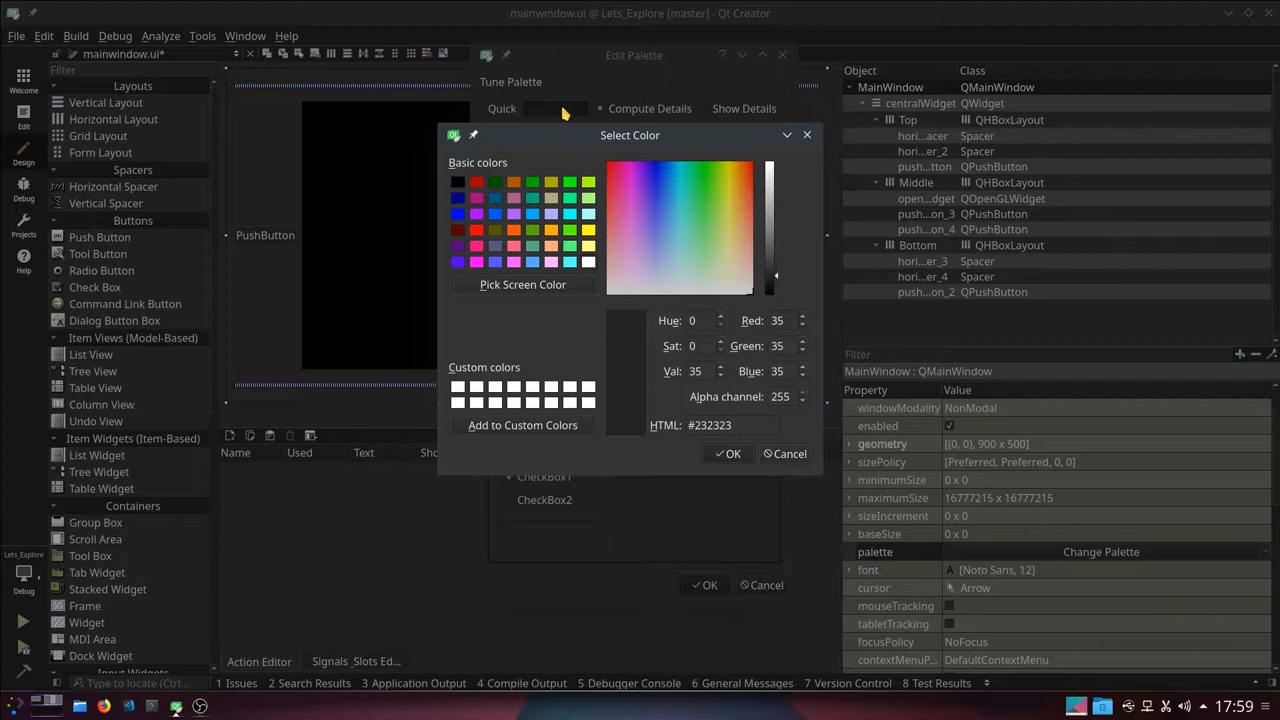 mainwindow.ui @ Lets_Explore [master] - Qt Creator
File Edit Build Debug Analyze Tools Window Help
mainwindow.ui*
Welcome
Edit
Design
Debug
Projects
Help
Lets_Explore
Debug
Filter
Layouts
Vertical Layout
Horizontal Layout
Grid Layout
Form Layout
Spacers
Horizontal Spacer
Vertical Spacer
Buttons
Push Button
Tool Button
Radio Button
Check Box
Command Link Button
Dialog Button Box
Item Views (Model-Based)
List View
Tree View
Table View
Column View
Undo View
Item Widgets (Item-Based)
List Widget
Tree Widget
Table Widget
Containers
Group Box
Scroll Area
Tool Box
Tab Widget
Stacked Widget
Frame
Widget
MDI Area
Dock Widget
PushButton
Name Used Text
Edit Palette
Tune Palette
Quick Compute Details Show Details
Select Color
Basic colors
Pick Screen Color
Custom colors
Add to Custom Colors
Hue: 0 Red: 35
Sat: 0 Green: 35
Val: 35 Blue: 35
Alpha channel: 255
HTML: #232323
OK Cancel
CheckBox1
CheckBox2
OK Cancel
Object Class
MainWindow QMainWindow
centralWidget QWidget
Top QHBoxLayout
hori...acer Spacer
hori...er_2 Spacer
push...tton QPushButton
Middle QHBoxLayout
open...dget QOpenGLWidget
push...on_3 QPushButton
push...on_4 QPushButton
Bottom QHBoxLayout
hori...er_3 Spacer
hori...er_4 Spacer
push...on_2 QPushButton
Filter
MainWindow : QMainWindow
Property Value
windowModality NonModal
enabled
geometry [(0, 0), 900 x 500]
sizePolicy [Preferred, Preferred, 0, 0]
minimumSize 0 x 0
maximumSize 16777215 x 16777215
sizeIncrement 0 x 0
baseSize 0 x 0
palette Change Palette
font A [Noto Sans, 12]
cursor Arrow
mouseTracking
tabletTracking
focusPolicy NoFocus
contextMenuP... DefaultContextMenu
Action Editor Signals_Slots Ed...
Type to locate (Ctrl... 1 Issues 2 Search Results 3 Application Output 4 Compile Output 5 Debugger Console 6 General Messages 7 Version Control 8 Test Results
17:59